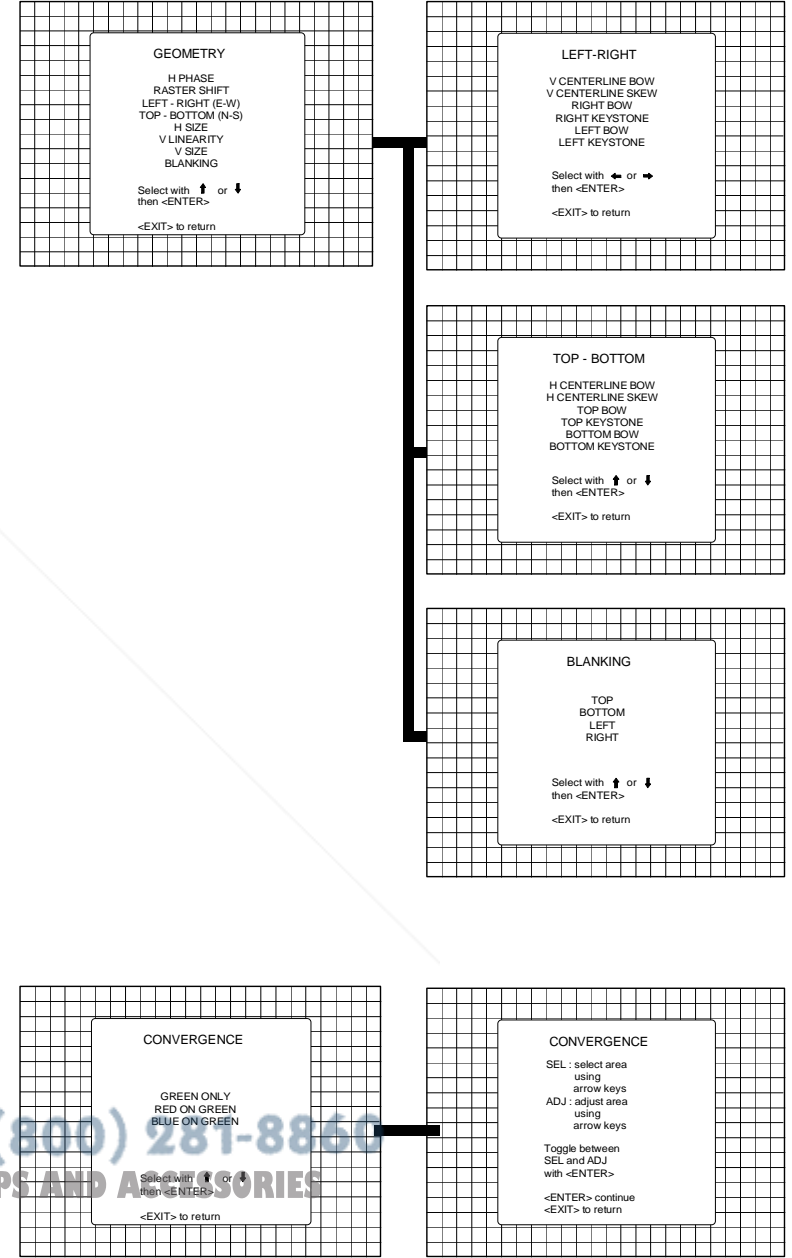 GEOMETRY
H PHASE
RASTER SHIFT
LEFT - RIGHT (E-W)
TOP - BOTTOM (N-S)
H SIZE
V LINEARITY
V SIZE
BLANKING
Select with ⬆ or ⬇
then <ENTER>
<EXIT> to return
LEFT-RIGHT
V CENTERLINE BOW
V CENTERLINE SKEW
RIGHT BOW
RIGHT KEYSTONE
LEFT BOW
LEFT KEYSTONE
Select with ⬅ or ➡
then <ENTER>
<EXIT> to return
TOP - BOTTOM
H CENTERLINE BOW
H CENTERLINE SKEW
TOP BOW
TOP KEYSTONE
BOTTOM BOW
BOTTOM KEYSTONE
Select with ⬆ or ⬇
then <ENTER>
<EXIT> to return
BLANKING
TOP
BOTTOM
LEFT
RIGHT
Select with ⬆ or ⬇
then <ENTER>
<EXIT> to return
CONVERGENCE
GREEN ONLY
RED ON GREEN
BLUE ON GREEN
Select with ⬆ or ⬇
then <ENTER>
<EXIT> to return
CONVERGENCE
SEL : select area
using
arrow keys
ADJ : adjust area
using
arrow keys
Toggle between
SEL and ADJ
with <ENTER>
<ENTER> continue
<EXIT> to return
(800) 281-8860
PS AND ACCESSORIES